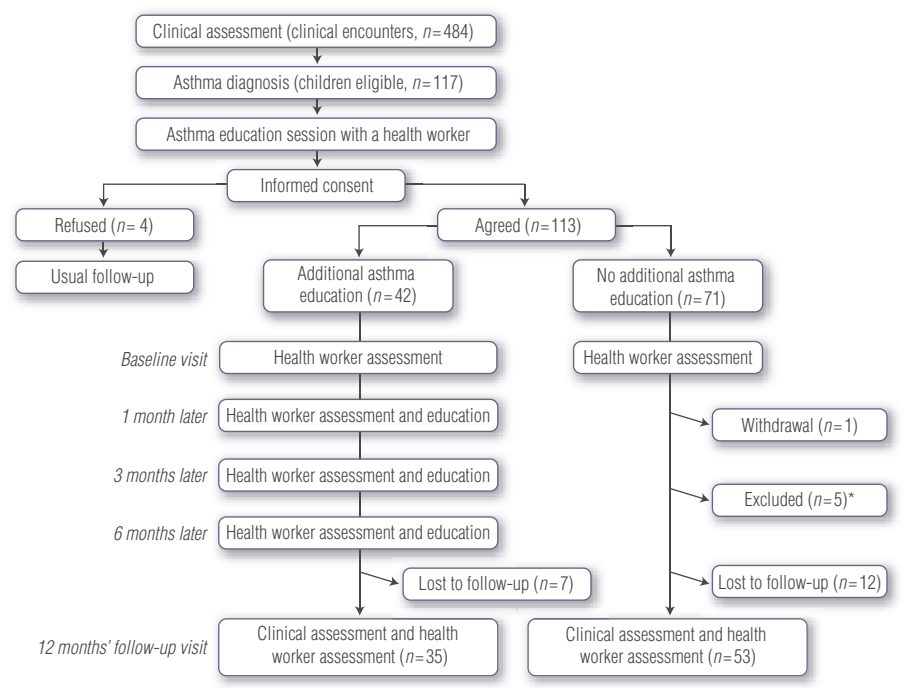 Clinical assessment (clinical encounters, n=484)
Asthma diagnosis (children eligible, n=117)
Asthma education session with a health worker
Informed consent
Refused (n=4)
Agreed (n=113)
Usual follow-up
Additional asthma
education (n=42)
No additional asthma
education (n=71)
Baseline visit
Health worker assessment
Health worker assessment
1 month later
Health worker assessment and education
Withdrawal (n=1)
3 months later
Health worker assessment and education
Excluded (n=5)*
6 months later
Health worker assessment and education
Lost to follow-up (n=7)
Lost to follow-up (n=12)
12 months' follow-up visit
Clinical assessment and health
worker assessment (n=35)
Clinical assessment and health
worker assessment (n=53)